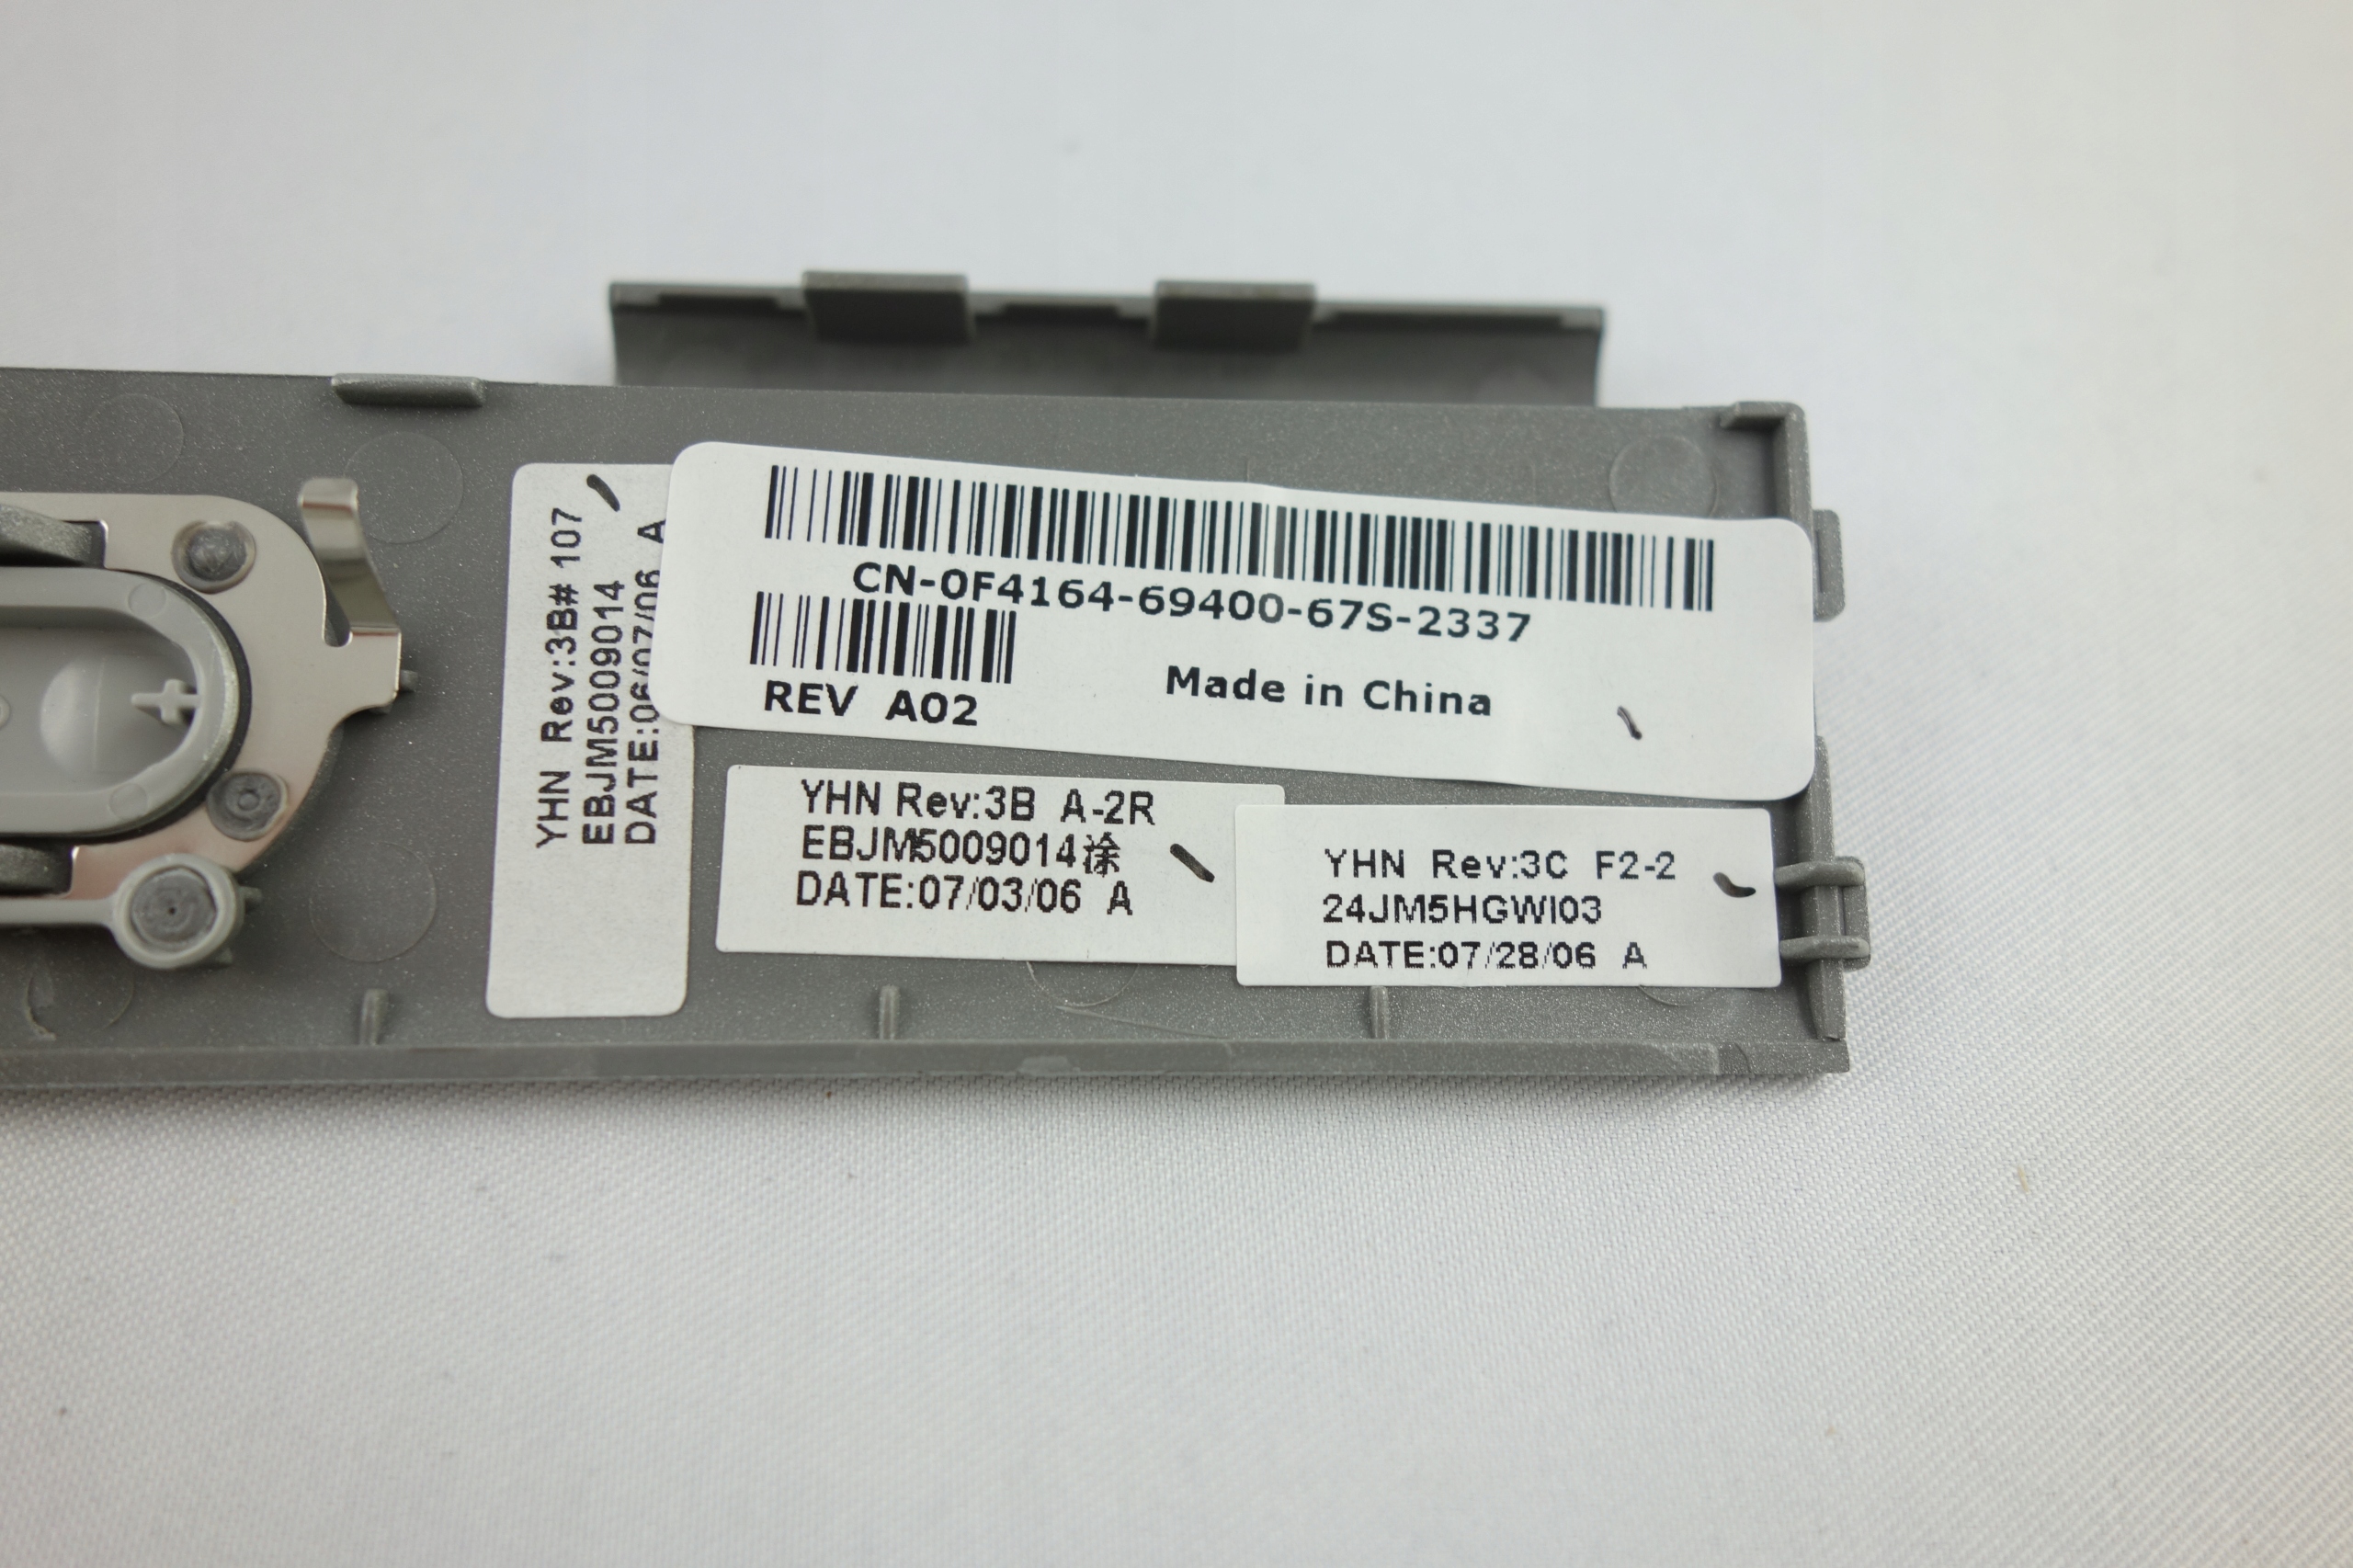 YHN Rev:3B# 107
EBJM5009014
DATE:06/07/06 A
CN-0F4164-69400-67S-2337
REV A02
Made in China
YHN Rev:3B A-2R
EBJM5009014涂
DATE:07/03/06 A
YHN Rev:3C F2-2
24JM5HGWI03
DATE:07/28/06 A